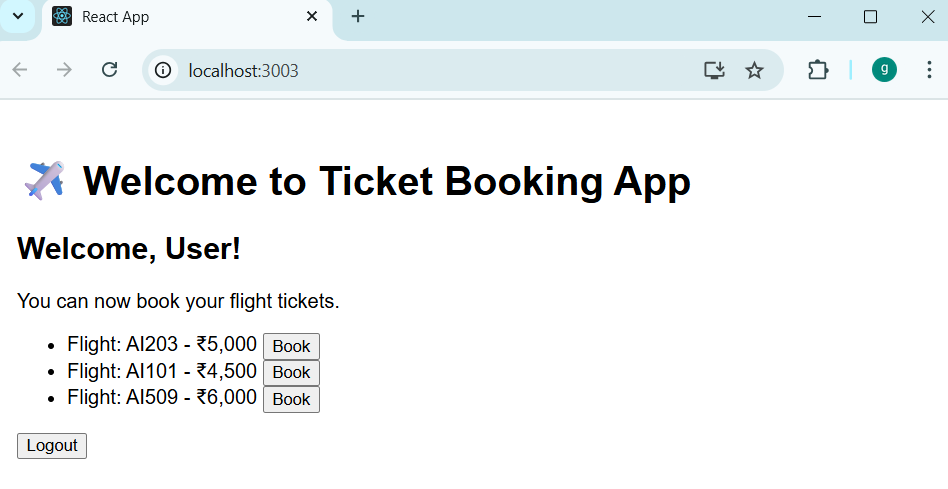 React App
localhost:3003
g
✈️ Welcome to Ticket Booking App
Welcome, User!
You can now book your flight tickets.
• Flight: AI203 - ₹5,000 Book
• Flight: AI101 - ₹4,500 Book
• Flight: AI509 - ₹6,000 Book
Logout